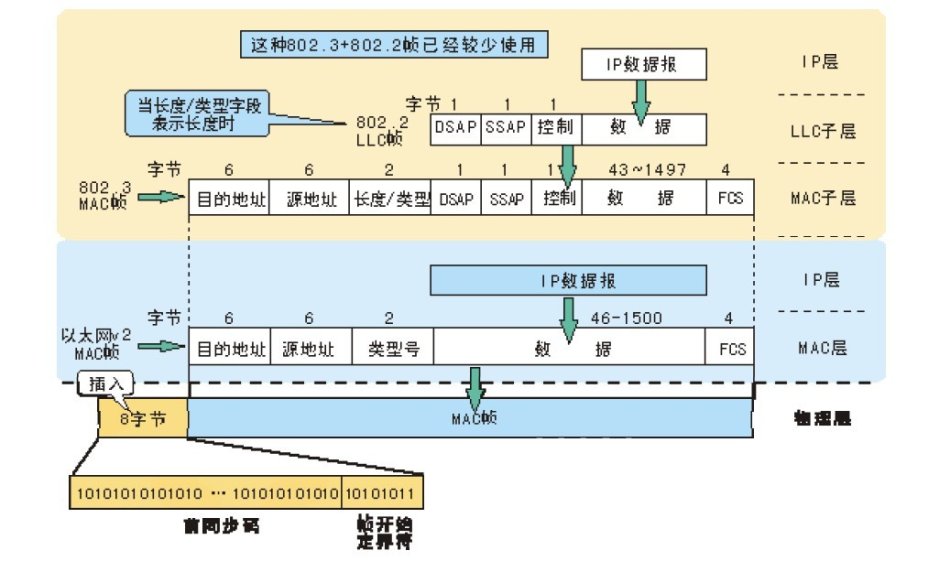 这种802.3+802.2帧已经较少使用
IP数据报
IP层
当长度/类型字段
表示长度时
字节 1 1 1
802.2
LLC帧
DSAP SSAP 控制 数 据
LLC子层
字节 6 6 2 1 1 1 43~1497 4
802.3
MAC帧
目的地址 源地址 长度/类型 DSAP SSAP 控制 数 据 FCS
MAC子层
IP数据报
IP层
字节 6 6 2 46-1500 4
以太网v2
MAC帧
目的地址 源地址 类型号 数 据 FCS
MAC层
插入
8字节
MAC帧
物理层
10101010101010 … 101010101010 10101011
前同步码
帧开始
定界符